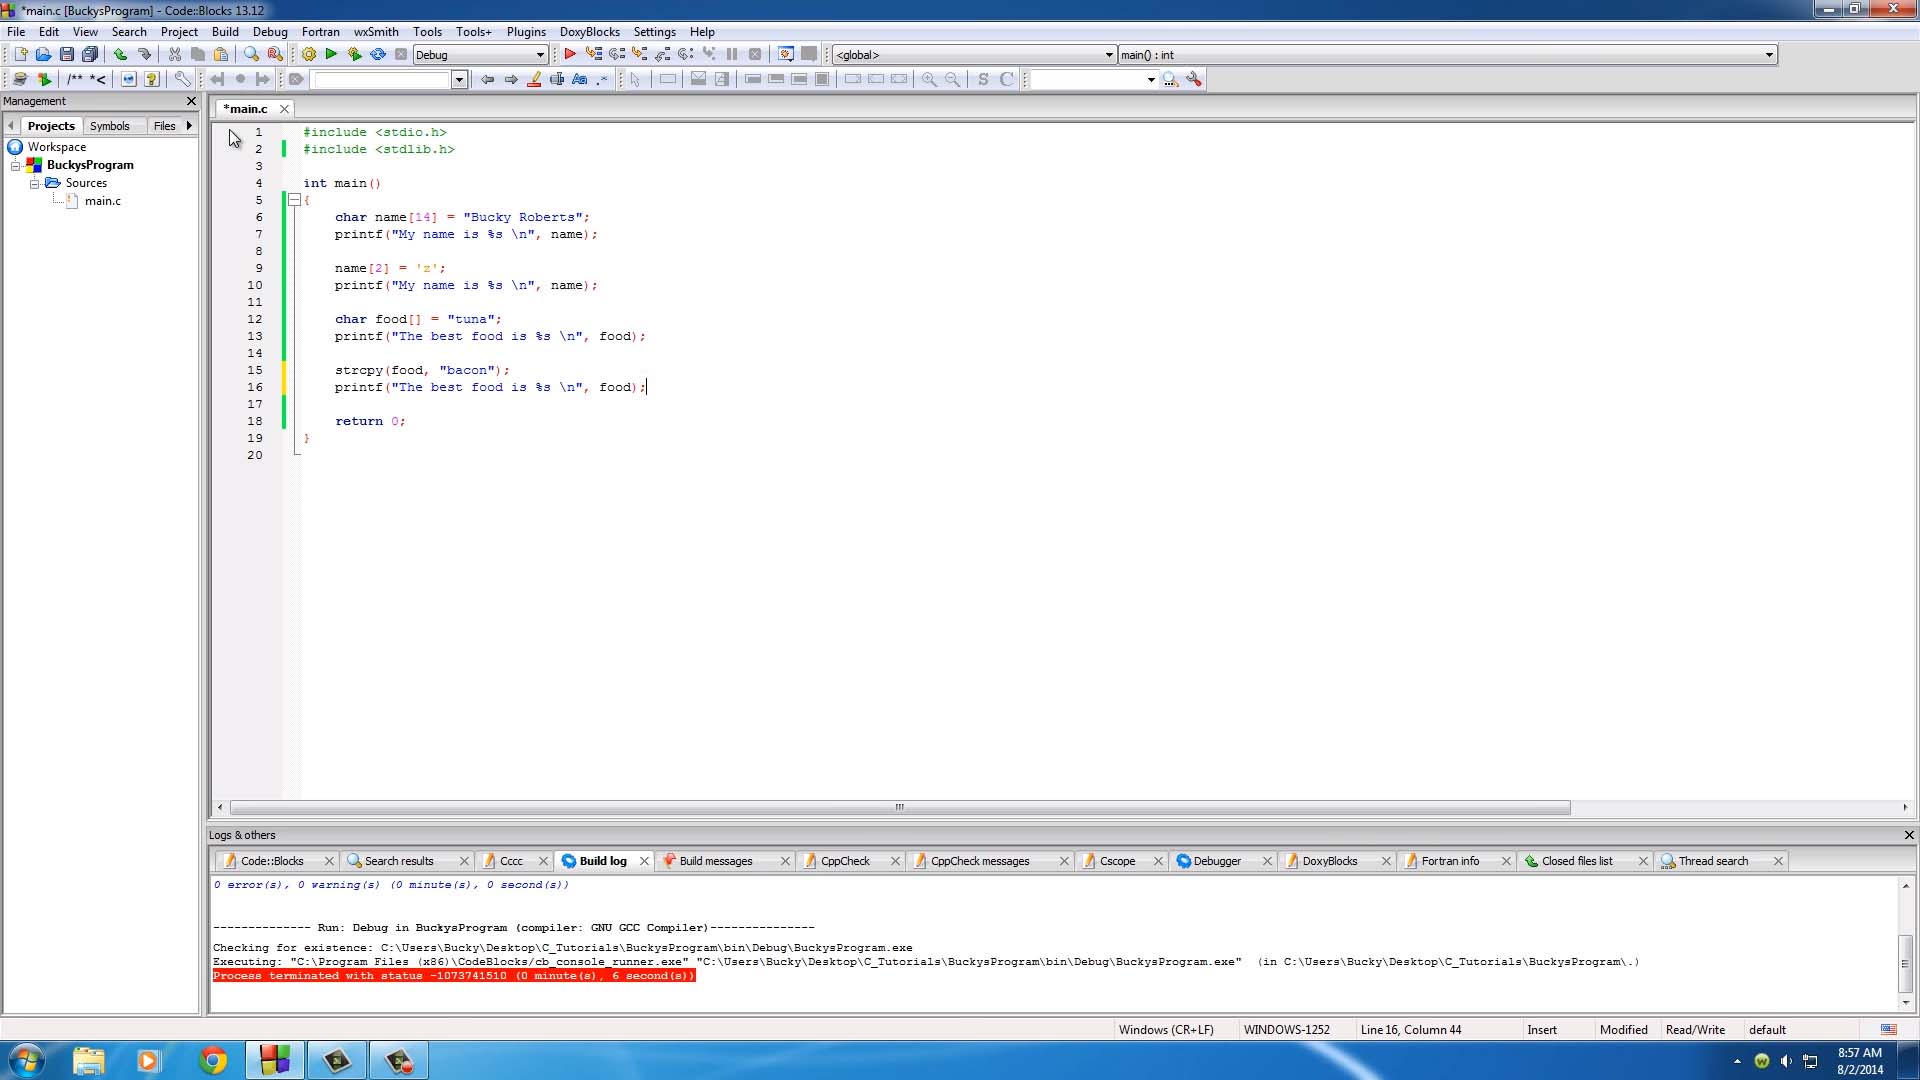 *main.c [BuckysProgram] - Code::Blocks 13.12
File Edit View Search Project Build Debug Fortran wxSmith Tools Tools+ Plugins DoxyBlocks Settings Help
Debug <global> main() : int
/** *<
Management
Projects Symbols Files
*main.c
Workspace
BuckysProgram
Sources
main.c
1 #include <stdio.h>
2 #include <stdlib.h>
3
4 int main()
5 {
6 char name[14] = "Bucky Roberts";
7 printf("My name is %s \n", name);
8
9 name[2] = 'z';
10 printf("My name is %s \n", name);
11
12 char food[] = "tuna";
13 printf("The best food is %s \n", food);
14
15 strcpy(food, "bacon");
16 printf("The best food is %s \n", food);
17
18 return 0;
19 }
20
Logs & others
Code::Blocks Search results Cccc Build log Build messages CppCheck CppCheck messages Cscope Debugger DoxyBlocks Fortran info Closed files list Thread search
0 error(s), 0 warning(s) (0 minute(s), 0 second(s))
-------------- Run: Debug in BuckysProgram (compiler: GNU GCC Compiler)---------------
Checking for existence: C:\Users\Bucky\Desktop\C_Tutorials\BuckysProgram\bin\Debug\BuckysProgram.exe
Executing: "C:\Program Files (x86)\CodeBlocks/cb_console_runner.exe" "C:\Users\Bucky\Desktop\C_Tutorials\BuckysProgram\bin\Debug\BuckysProgram.exe" (in C:\Users\Bucky\Desktop\C_Tutorials\BuckysProgram\.)
Process terminated with status -1073741510 (0 minute(s), 6 second(s))
Windows (CR+LF) WINDOWS-1252 Line 16, Column 44 Insert Modified Read/Write default
8:57 AM
8/2/2014